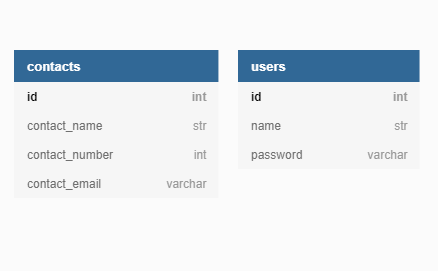 contacts
id int
contact_name str
contact_number int
contact_email varchar
users
id int
name str
password varchar